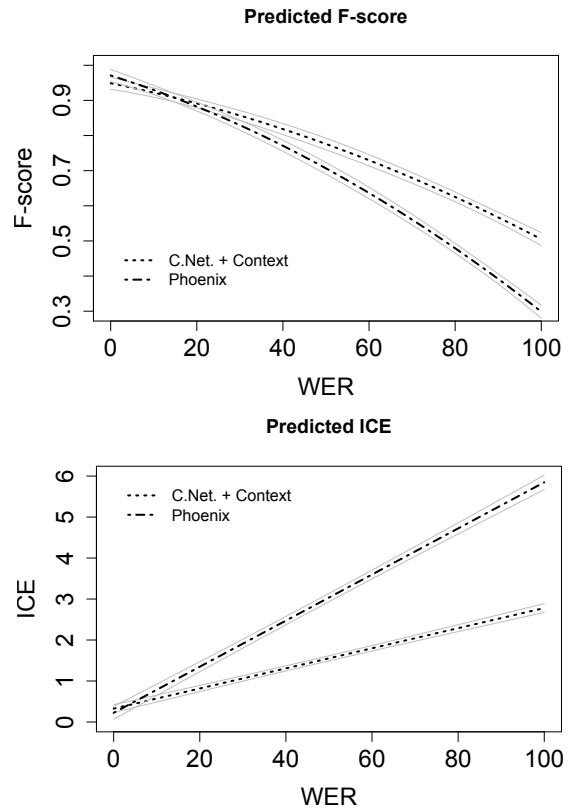 Predicted F-score
0.9
0.7
0.5
0.3
F-score
C.Net. + Context
Phoenix
0 20 40 60 80 100
WER
Predicted ICE
6
5
4
3
2
1
0
ICE
C.Net. + Context
Phoenix
0 20 40 60 80 100
WER